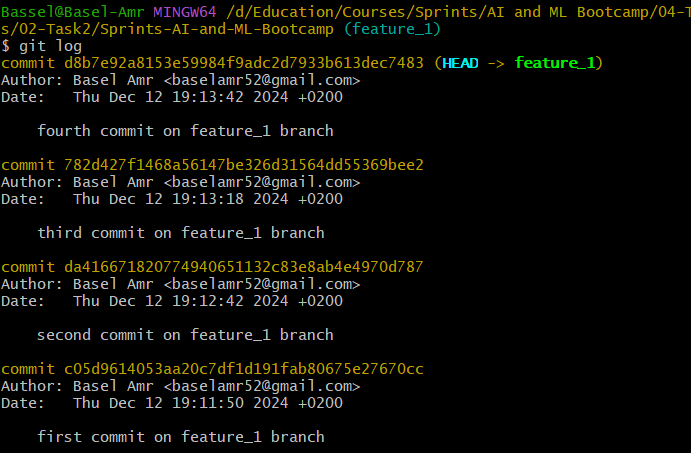 Bassel@Basel-Amr MINGW64 /d/Education/Courses/Sprints/AI and ML Bootcamp/04-T
s/02-Task2/Sprints-AI-and-ML-Bootcamp (feature_1)
$ git log
commit d8b7e92a8153e59984f9adc2d7933b613dec7483 (HEAD -> feature_1)
Author: Basel Amr <baselamr52@gmail.com>
Date:   Thu Dec 12 19:13:42 2024 +0200
fourth commit on feature_1 branch
commit 782d427f1468a56147be326d31564dd55369bee2
Author: Basel Amr <baselamr52@gmail.com>
Date:   Thu Dec 12 19:13:18 2024 +0200
third commit on feature_1 branch
commit da416671820774940651132c83e8ab4e4970d787
Author: Basel Amr <baselamr52@gmail.com>
Date:   Thu Dec 12 19:12:42 2024 +0200
second commit on feature_1 branch
commit c05d9614053aa20c7df1d191fab80675e27670cc
Author: Basel Amr <baselamr52@gmail.com>
Date:   Thu Dec 12 19:11:50 2024 +0200
first commit on feature_1 branch